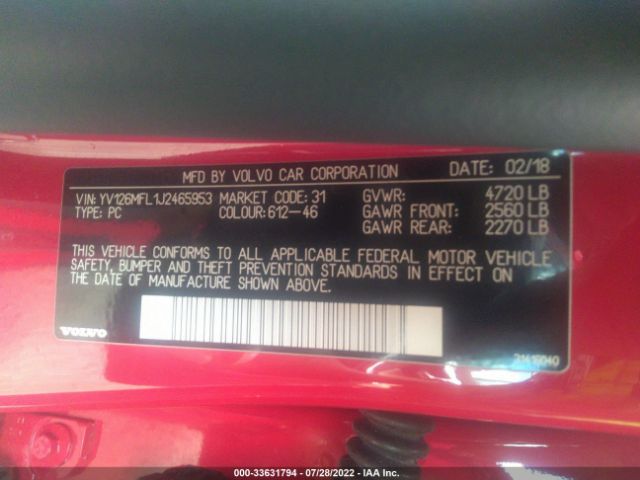 MFD BY VOLVO CAR CORPORATION DATE: 02/18
VIN: YV126MFL1J2465953 MARKET CODE: 31 GVWR: 4720 LB
TYPE: PC COLOUR: 612-46 GAWR FRONT: 2560 LB
GAWR REAR: 2270 LB
THIS VEHICLE CONFORMS TO ALL APPLICABLE FEDERAL MOTOR VEHICLE
SAFETY, BUMPER AND THEFT PREVENTION STANDARDS IN EFFECT ON
THE DATE OF MANUFACTURE SHOWN ABOVE.
VOLVO 31419040
000-33631794 - 07/28/2022 - IAA Inc.